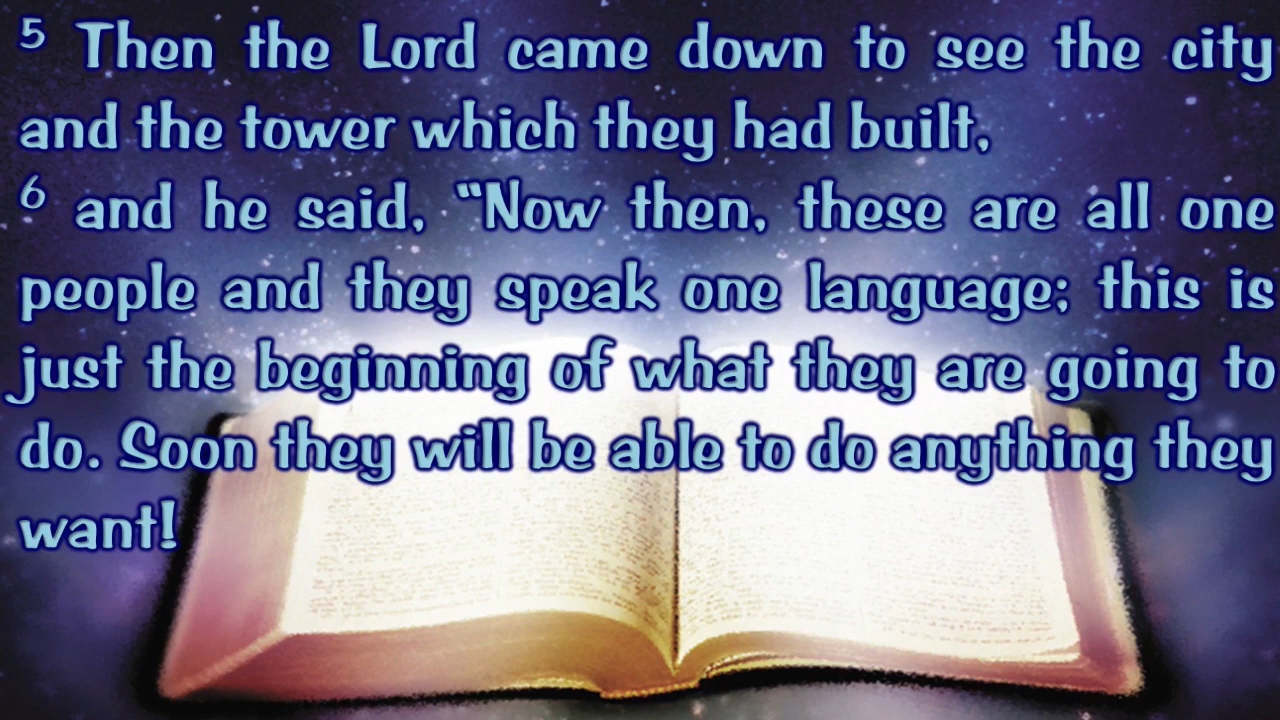 5 Then the Lord came down to see the city
and the tower which they had built,
6 and he said, “Now then, these are all one
people and they speak one language; this is
just the beginning of what they are going to
do. Soon they will be able to do anything they
want!